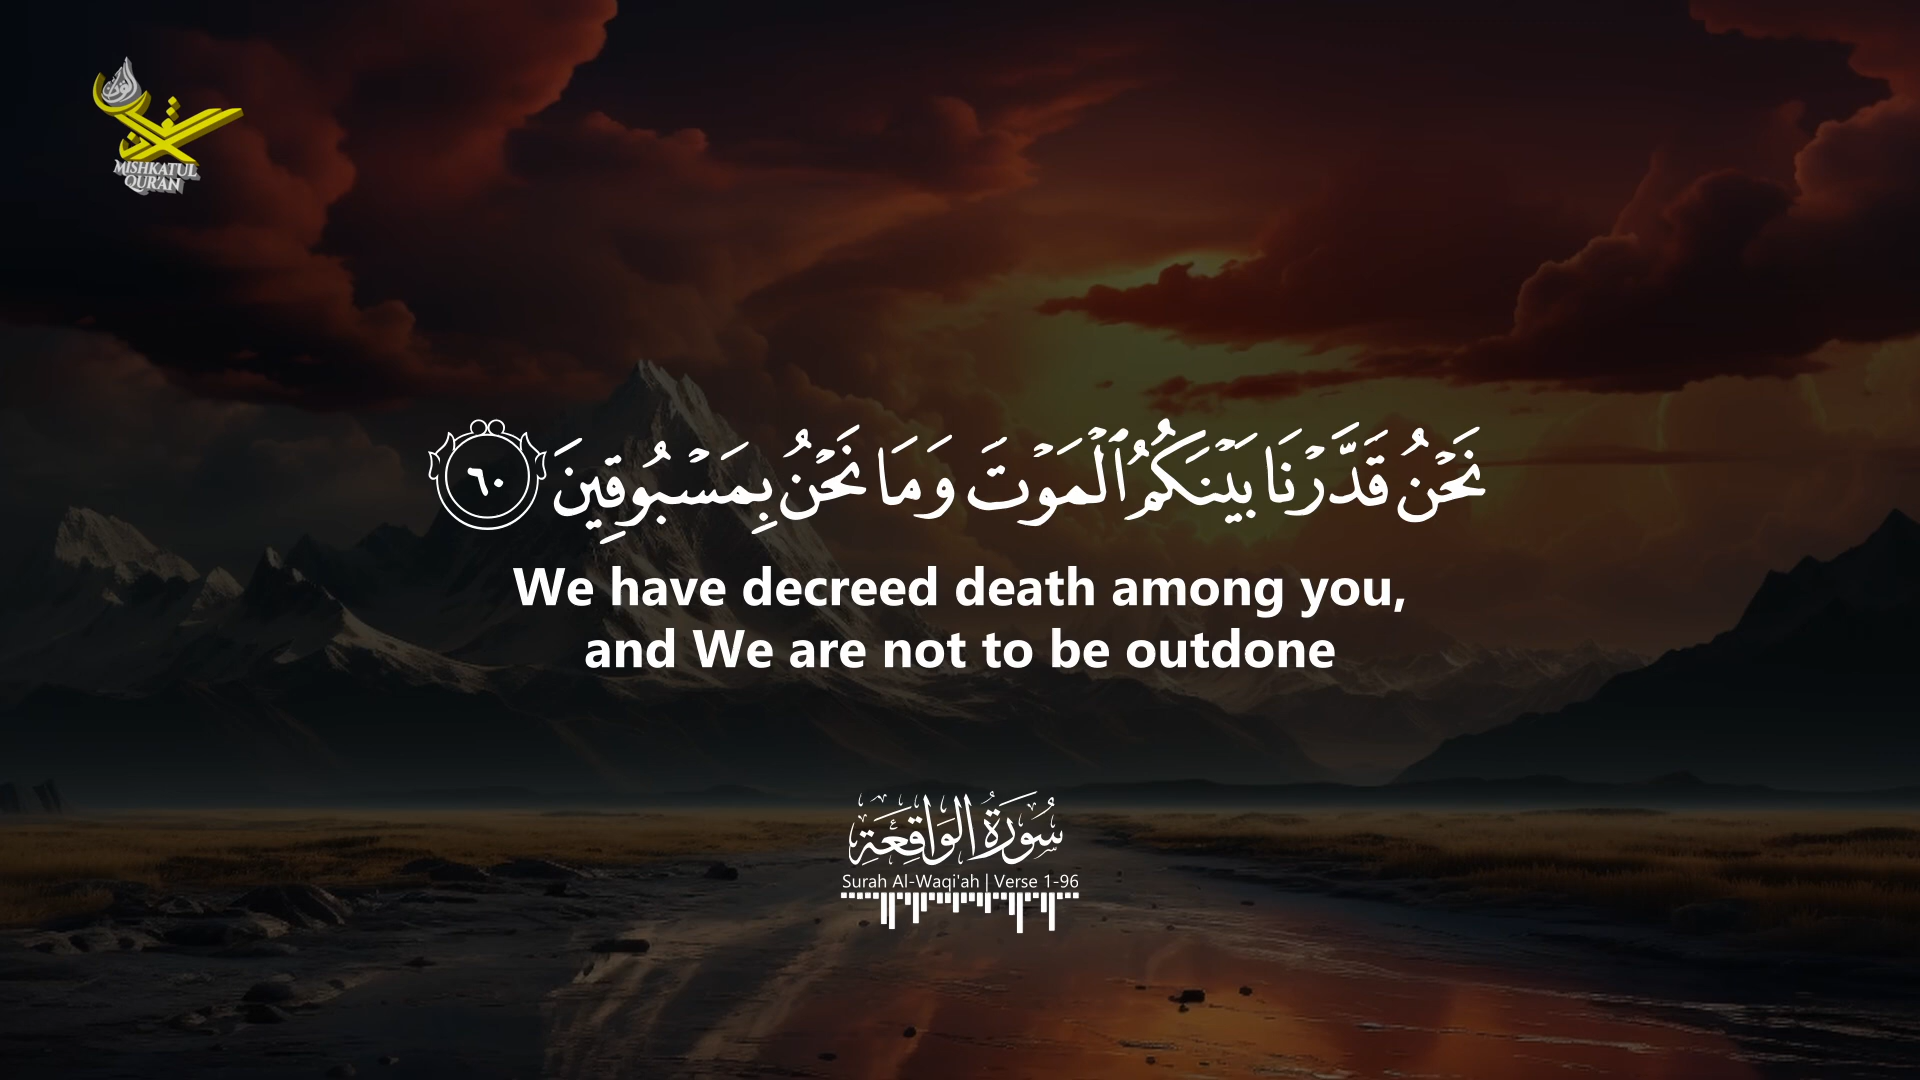 القرآن
MISHKATUL
QUR'AN
نَحْنُ قَدَّرْنَا بَيْنَكُمُ ٱلْمَوْتَ وَمَا نَحْنُ بِمَسْبُوقِينَ ٦٠
We have decreed death among you,
and We are not to be outdone
سُورَةُ الوَاقِعَةِ
Surah Al-Waqi'ah | Verse 1-96